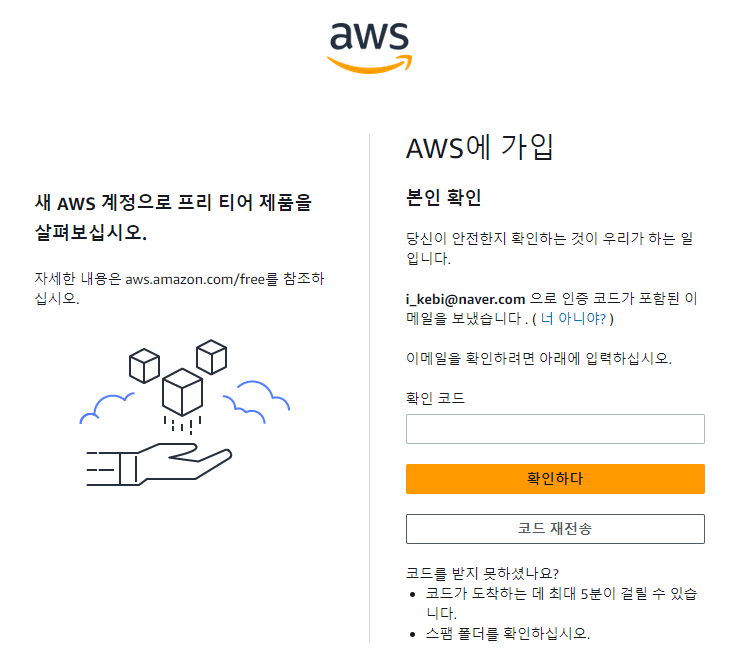 aws
새 AWS 계정으로 프리 티어 제품을
살펴보십시오.
자세한 내용은 aws.amazon.com/free를 참조하
십시오.
AWS에 가입
본인 확인
당신이 안전한지 확인하는 것이 우리가 하는 일
입니다.
i_kebi@naver.com 으로 인증 코드가 포함된 이
메일을 보냈습니다 . ( 너 아니야? )
이메일을 확인하려면 아래에 입력하십시오.
확인 코드
확인하다
코드 재전송
코드를 받지 못하셨나요?
• 코드가 도착하는 데 최대 5분이 걸릴 수 있습
니다.
• 스팸 폴더를 확인하십시오.